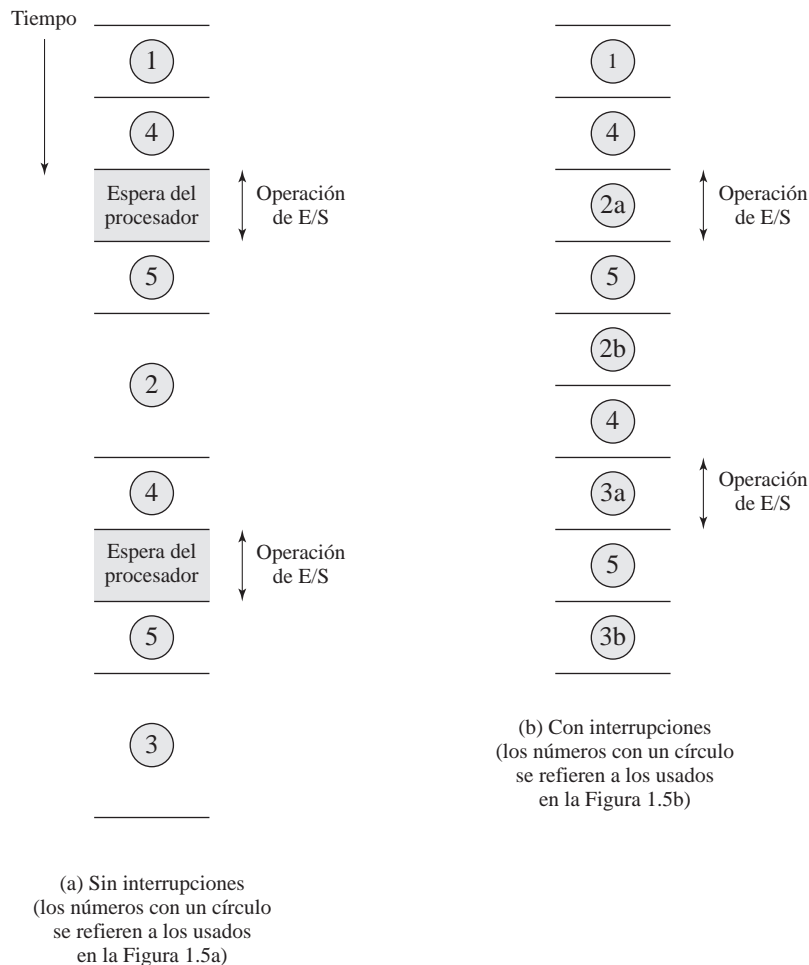 Tiempo
1
4
Espera del
procesador
Operación
de E/S
5
2
4
Espera del
procesador
Operación
de E/S
5
3
(a) Sin interrupciones
(los números con un círculo
se refieren a los usados
en la Figura 1.5a)
1
4
2a
Operación
de E/S
5
2b
4
3a
Operación
de E/S
5
3b
(b) Con interrupciones
(los números con un círculo
se refieren a los usados
en la Figura 1.5b)